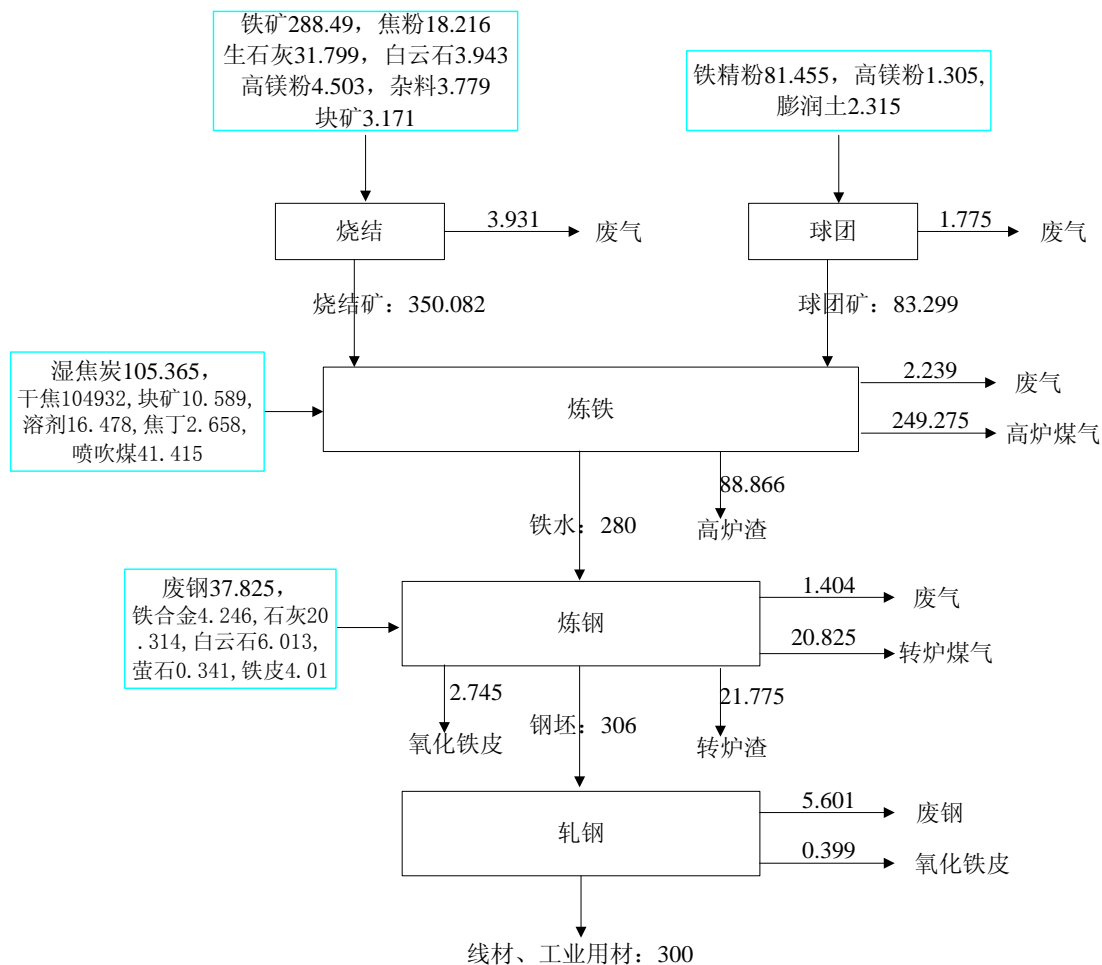 铁矿288.49，焦粉18.216
生石灰31.799，白云石3.943
高镁粉4.503，杂料3.779
块矿3.171
铁精粉81.455，高镁粉1.305,
膨润土2.315
烧结
3.931
废气
球团
1.775
废气
烧结矿：350.082
球团矿：83.299
湿焦炭105.365，
干焦104932,块矿10.589,
溶剂16.478,焦丁2.658,
喷吹煤41.415
炼铁
2.239
废气
249.275
高炉煤气
铁水：280
88.866
高炉渣
废钢37.825，
铁合金4.246,石灰20
.314,白云石6.013,
萤石0.341,铁皮4.01
炼钢
1.404
废气
20.825
转炉煤气
2.745
氧化铁皮
钢坯：306
21.775
转炉渣
轧钢
5.601
废钢
0.399
氧化铁皮
线材、工业用材：300